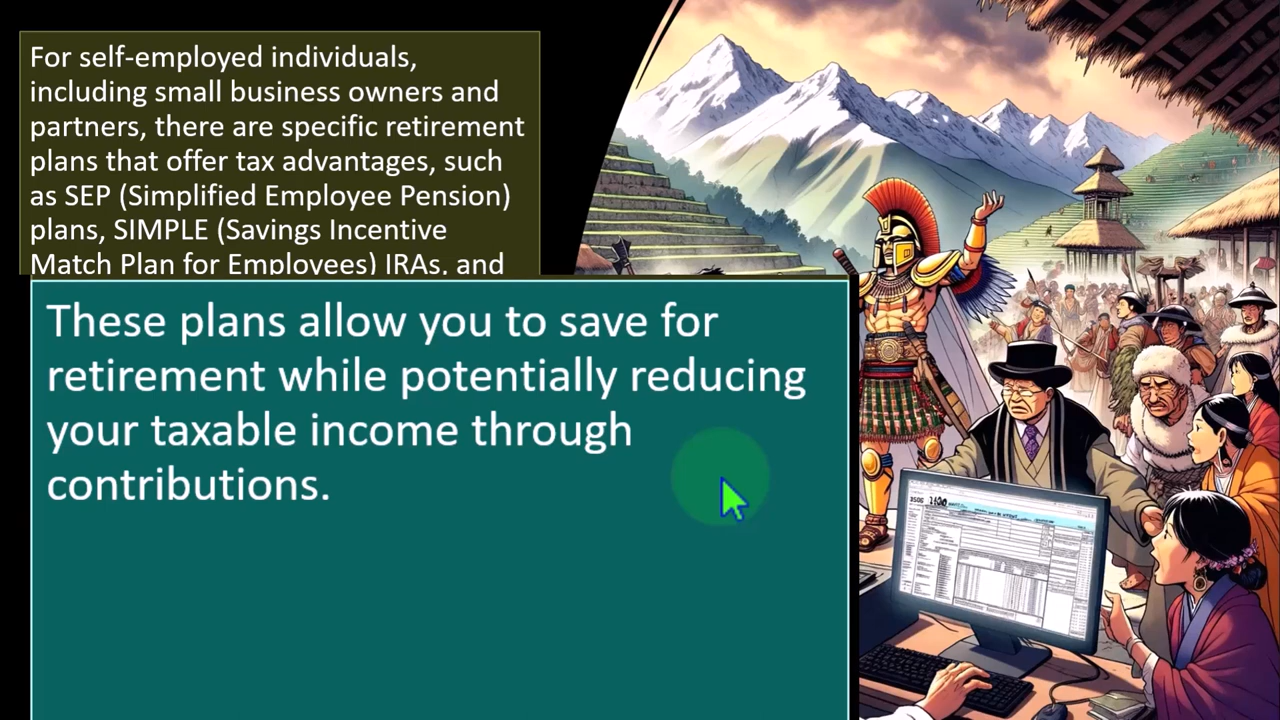 For self-employed individuals,
including small business owners and
partners, there are specific retirement
plans that offer tax advantages, such
as SEP (Simplified Employee Pension)
plans, SIMPLE (Savings Incentive
Match Plan for Employees) IRAs, and
These plans allow you to save for
retirement while potentially reducing
your taxable income through
contributions.